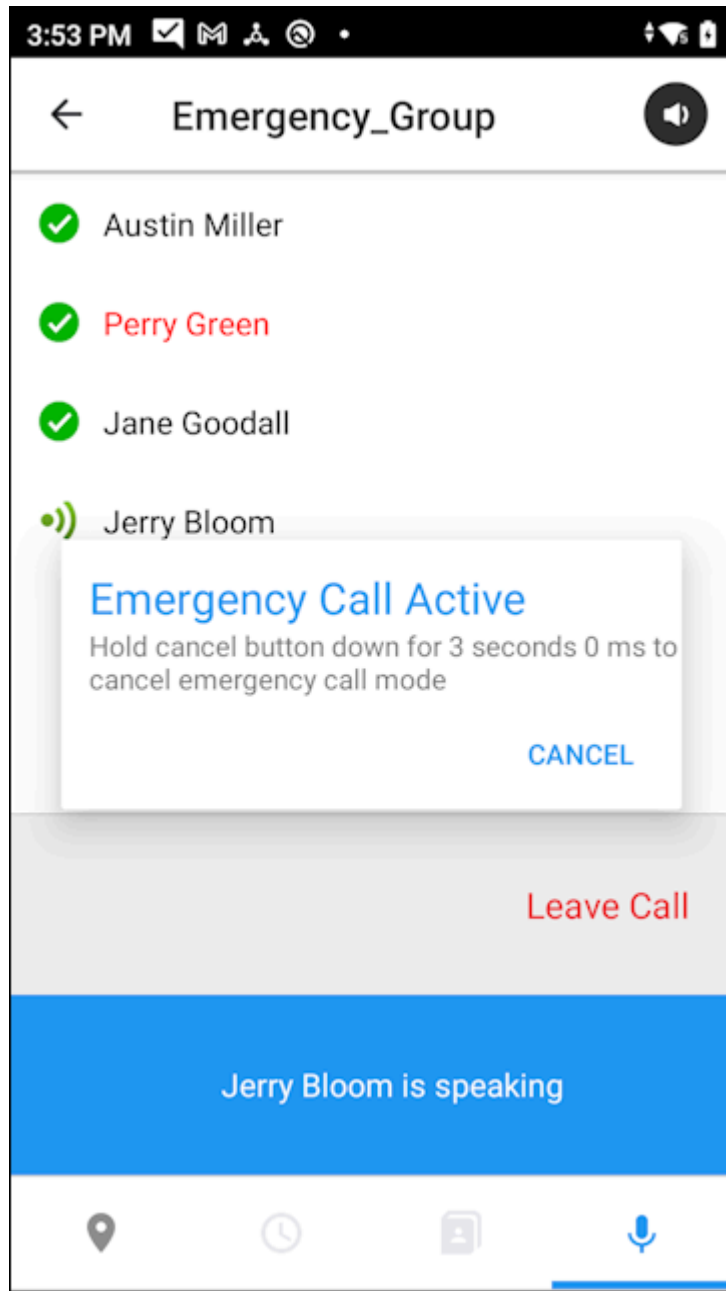 3:53 PM
Emergency_Group
Austin Miller
Perry Green
Jane Goodall
Jerry Bloom
Emergency Call Active
Hold cancel button down for 3 seconds 0 ms to
cancel emergency call mode
CANCEL
Leave Call
Jerry Bloom is speaking